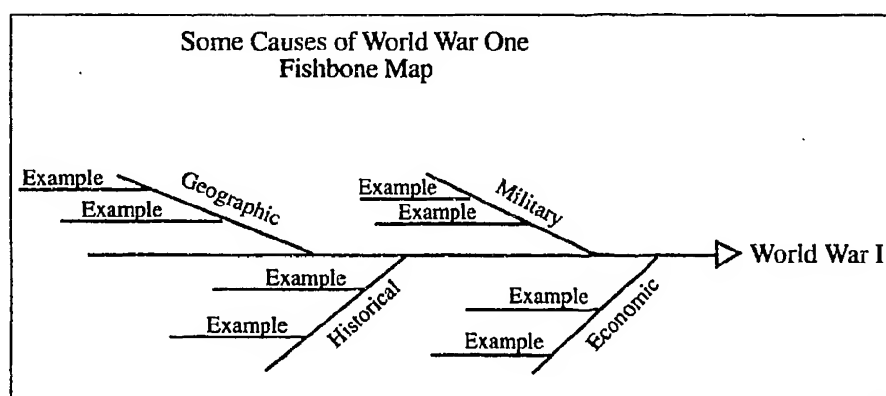 Some Causes of World War One
Fishbone Map
Example
Geographic
Example
Example
Military
Example
World War I
Example
Historical
Example
Example
Economic
Example